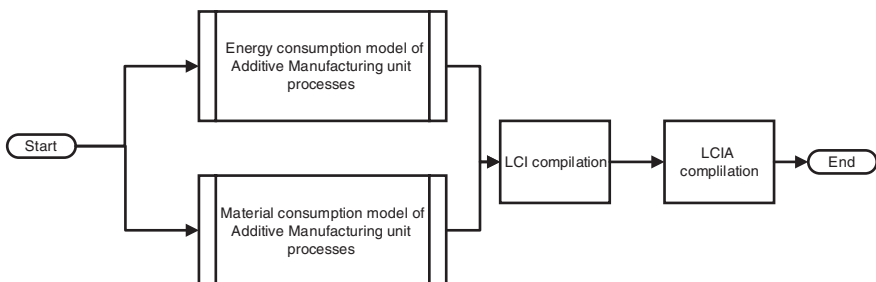 Energy consumption model of
Additive Manufacturing unit
processes
Start
LCI compilation
LCIA
complilation
End
Material consumption model of
Additive Manufacturing unit
processes